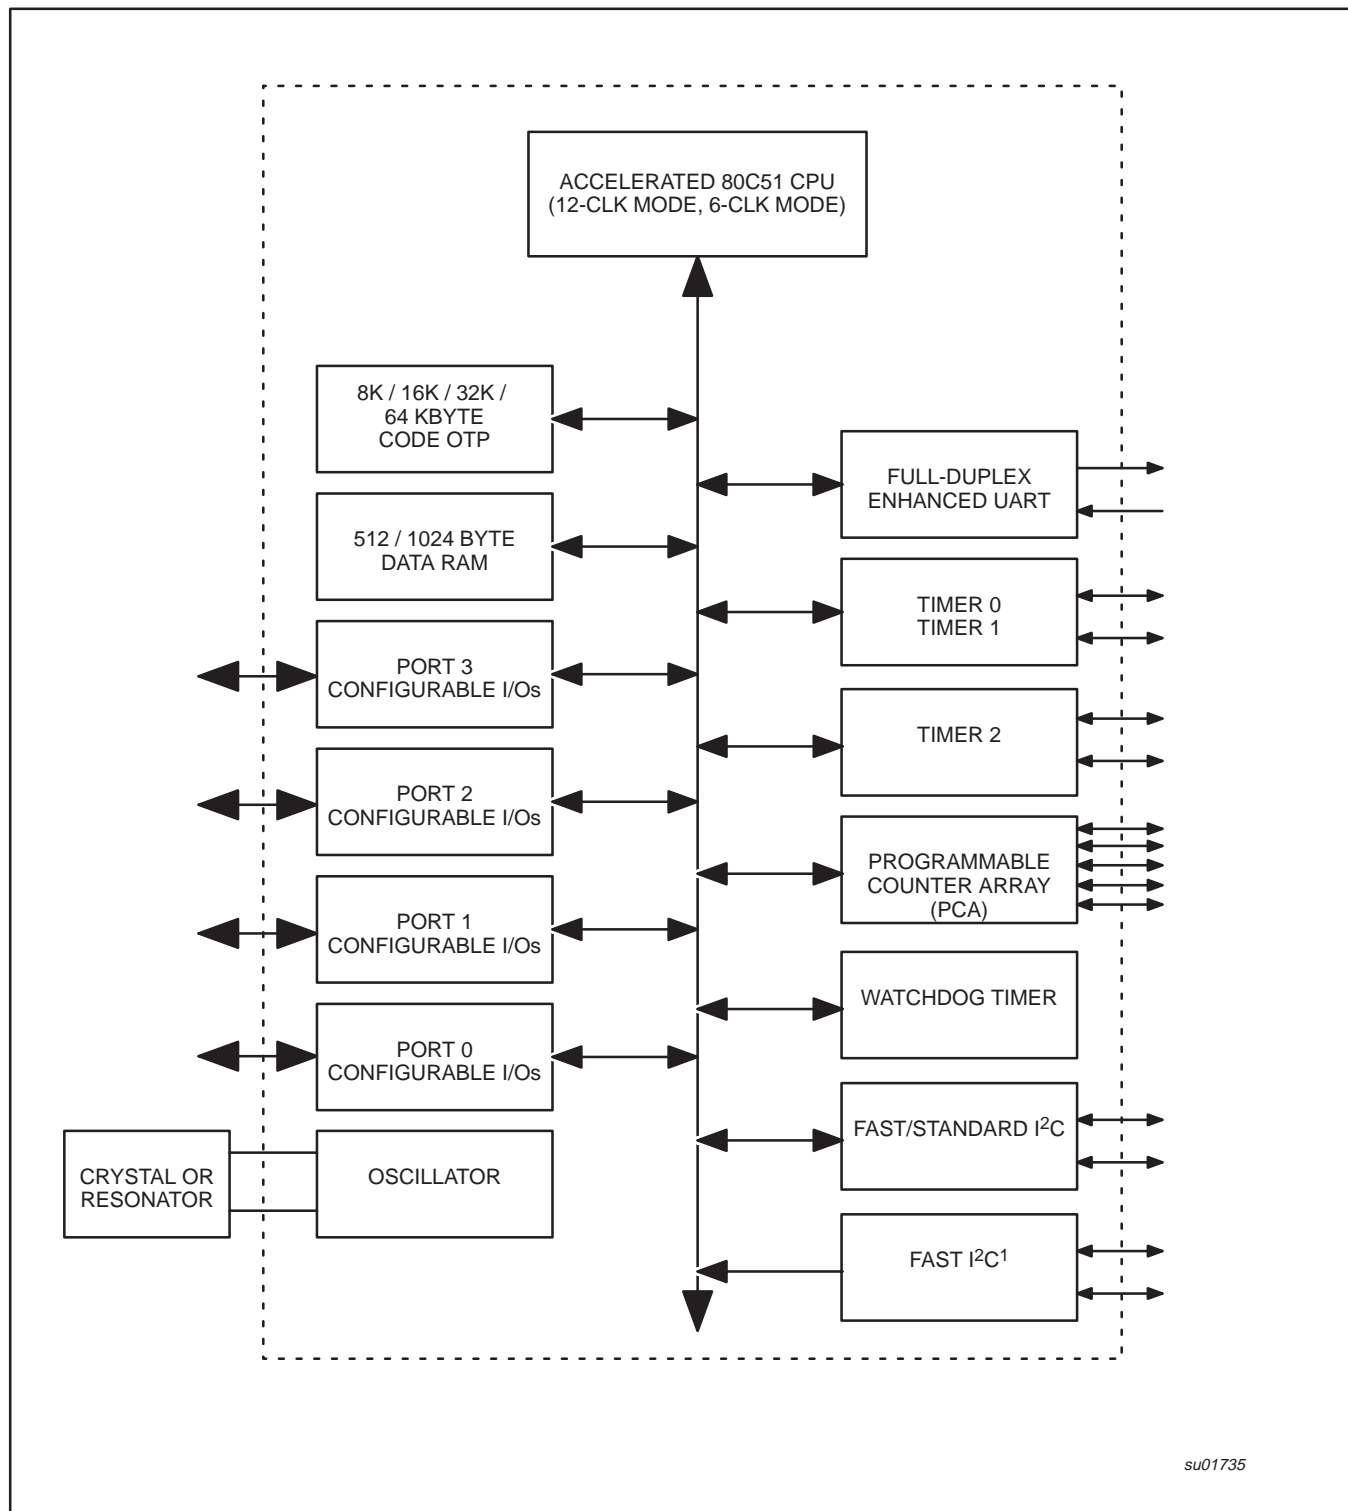 ACCELERATED 80C51 CPU
(12-CLK MODE, 6-CLK MODE)
8K / 16K / 32K /
64 KBYTE
CODE OTP
512 / 1024 BYTE
DATA RAM
PORT 3
CONFIGURABLE I/Os
PORT 2
CONFIGURABLE I/Os
PORT 1
CONFIGURABLE I/Os
PORT 0
CONFIGURABLE I/Os
CRYSTAL OR
RESONATOR
OSCILLATOR
FULL-DUPLEX
ENHANCED UART
TIMER 0
TIMER 1
TIMER 2
PROGRAMMABLE
COUNTER ARRAY
(PCA)
WATCHDOG TIMER
FAST/STANDARD I²C
FAST I²C¹
su01735